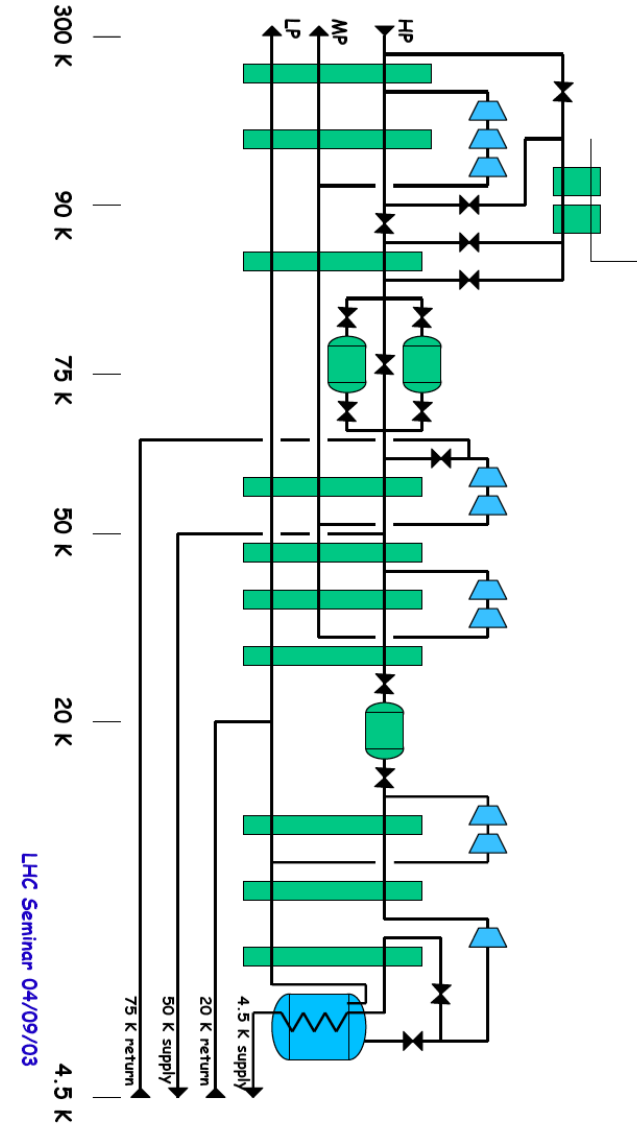 LP
MP
HP
300 K
90 K
75 K
50 K
20 K
4.5 K
75 K return
50 K supply
20 K return
4.5 K supply
LHC Seminar 04/09/03